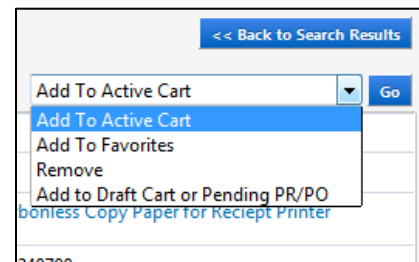 << Back to Search Results
Add To Active Cart
Go
Add To Active Cart
Add To Favorites
Remove
Add to Draft Cart or Pending PR/PO
bonless Copy Paper for Reciept Printer